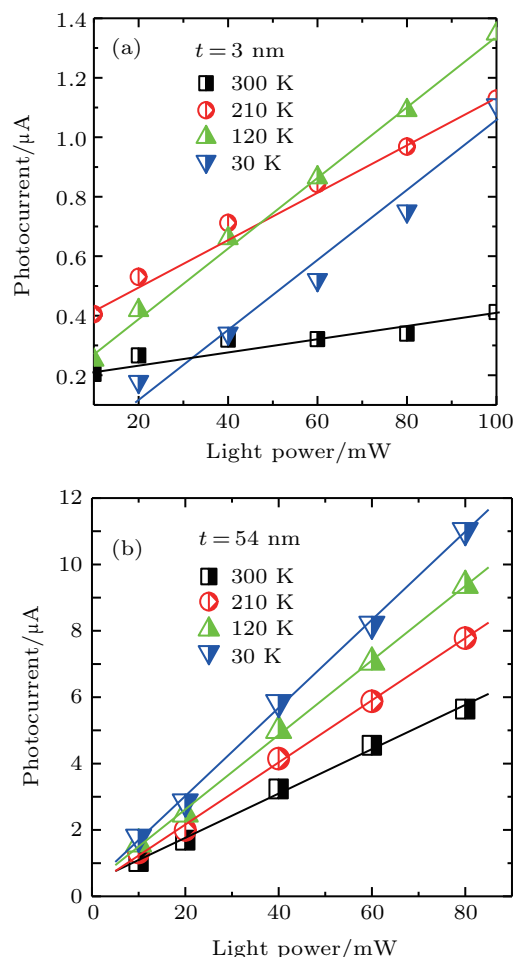 (a)
t = 3 nm
300 K
210 K
120 K
30 K
1.4
1.2
1.0
0.8
0.6
0.4
0.2
Photocurrent/μA
20 40 60 80 100
Light power/mW
(b)
t = 54 nm
300 K
210 K
120 K
30 K
12
10
8
6
4
2
0
Photocurrent/μA
0 20 40 60 80
Light power/mW